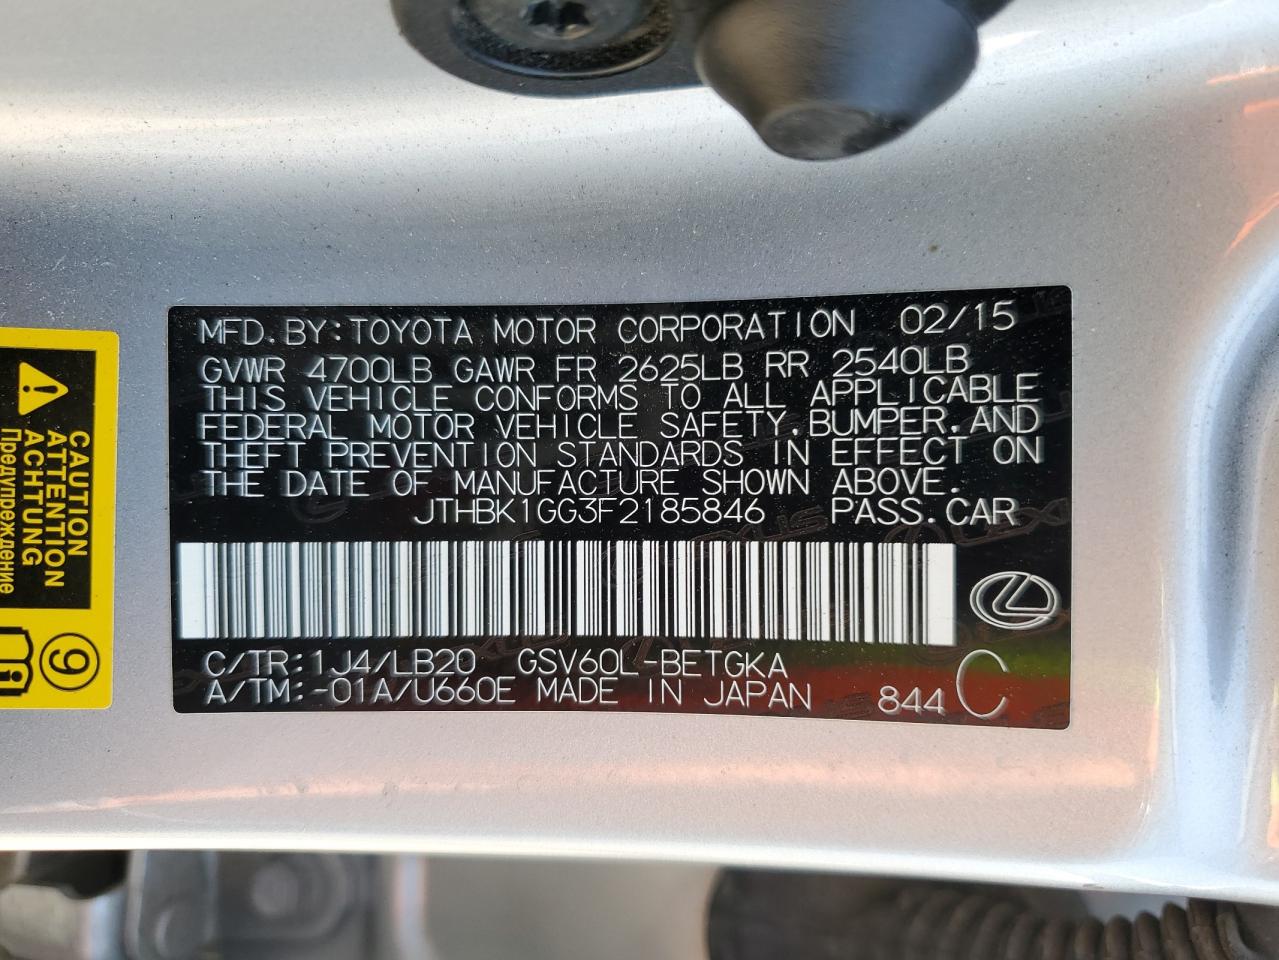 MFD.BY:TOYOTA MOTOR CORPORATION 02/15
GVWR 4700LB GAWR FR 2625LB RR 2540LB
THIS VEHICLE CONFORMS TO ALL APPLICABLE
FEDERAL MOTOR VEHICLE SAFETY,BUMPER,AND
THEFT PREVENTION STANDARDS IN EFFECT ON
THE DATE OF MANUFACTURE SHOWN ABOVE.
JTHBK1GG3F2185846 PASS.CAR
C/TR:1J4/LB20 GSV60L-BETGKA
A/TM:-01A/U660E MADE IN JAPAN 844 C
CAUTION
ATTENTION
ACHTUNG
Предупреждение
9